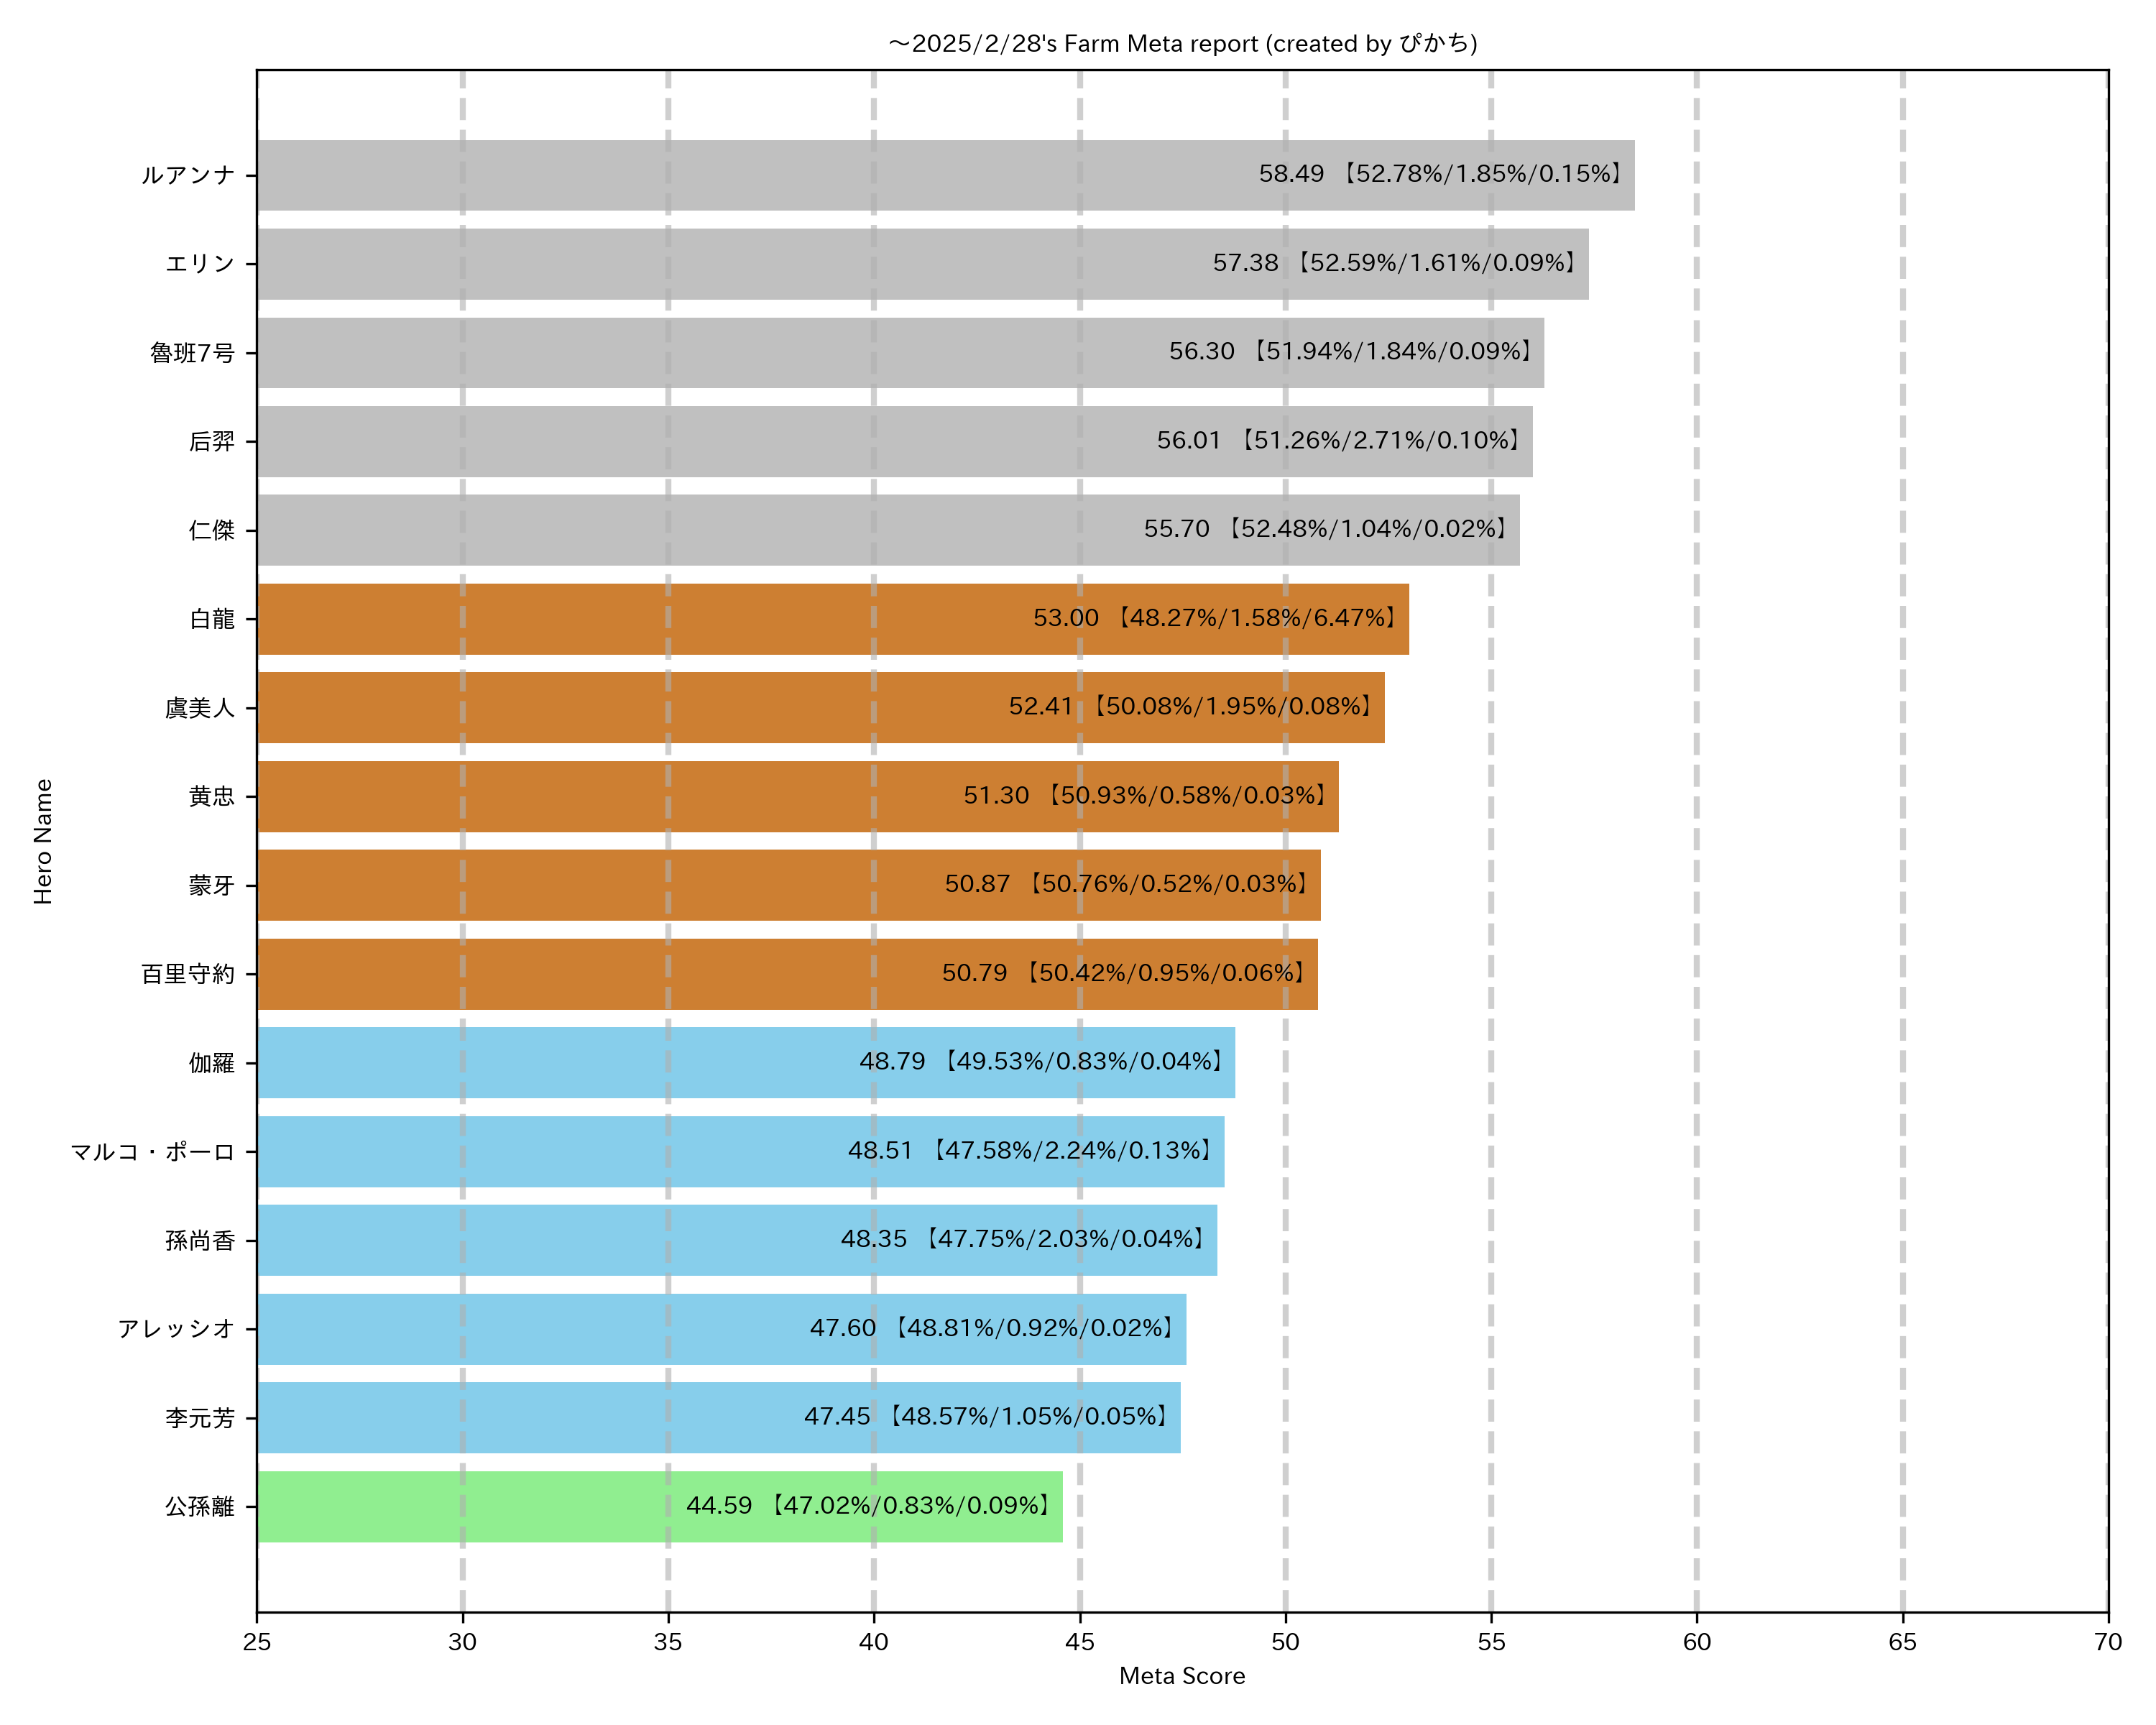 ～2025/2/28's Farm Meta report (created by ぴかち)
ルアンナ 58.49 【52.78%/1.85%/0.15%】
エリン 57.38 【52.59%/1.61%/0.09%】
魯班7号 56.30 【51.94%/1.84%/0.09%】
后羿 56.01 【51.26%/2.71%/0.10%】
仁傑 55.70 【52.48%/1.04%/0.02%】
白龍 53.00 【48.27%/1.58%/6.47%】
虞美人 52.41 【50.08%/1.95%/0.08%】
黄忠 51.30 【50.93%/0.58%/0.03%】
蒙牙 50.87 【50.76%/0.52%/0.03%】
百里守約 50.79 【50.42%/0.95%/0.06%】
伽羅 48.79 【49.53%/0.83%/0.04%】
マルコ・ポーロ 48.51 【47.58%/2.24%/0.13%】
孫尚香 48.35 【47.75%/2.03%/0.04%】
アレッシオ 47.60 【48.81%/0.92%/0.02%】
李元芳 47.45 【48.57%/1.05%/0.05%】
公孫離 44.59 【47.02%/0.83%/0.09%】
Hero Name
25 30 35 40 45 50 55 60 65 70
Meta Score